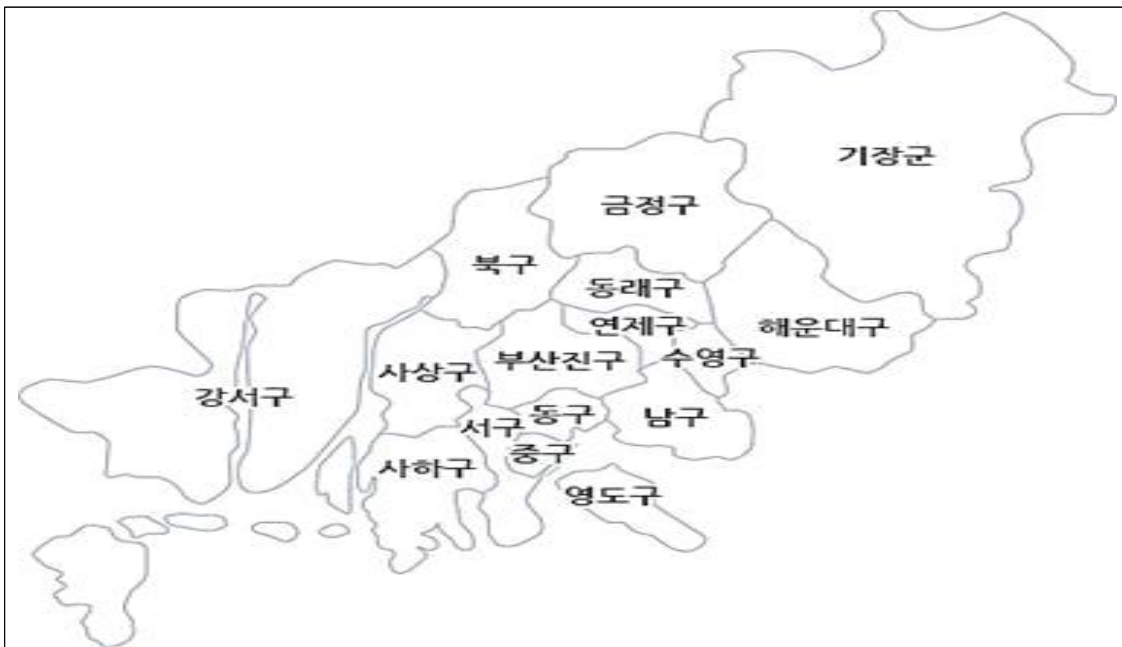 기장군
금정구
북구
동래구
연제구
해운대구
수영구
부산진구
사상구
강서구
동구
남구
서구
중구
사하구
영도구